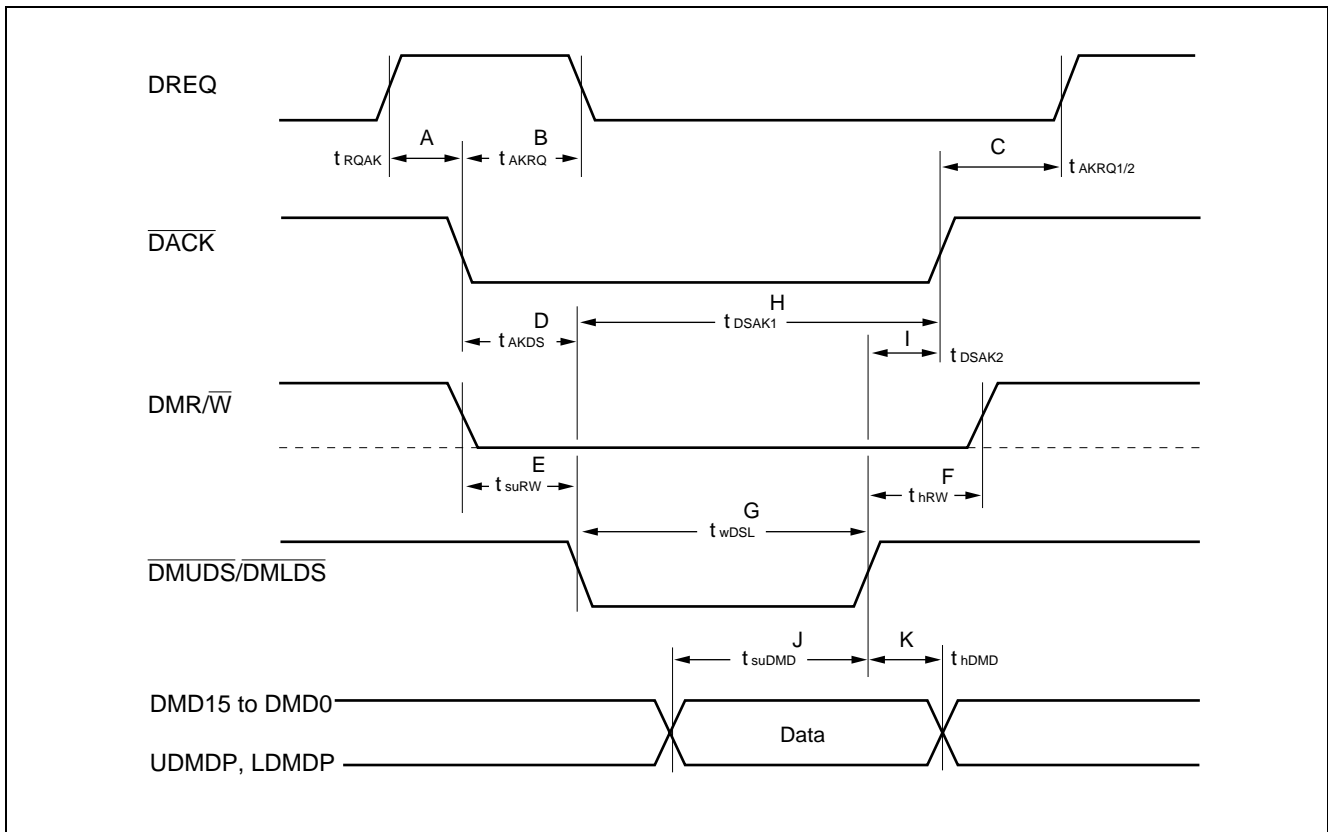 DREQ
A
B
C
t RQAK
t AKRQ
t AKRQ1/2
DACK
D
H
t AKDS
t DSAK1
I
t DSAK2
DMR/W
E
F
t suRW
t hRW
G
t wDSL
DMUDS/DMLDS
J
K
t suDMD
t hDMD
DMD15 to DMD0
Data
UDMDP, LDMDP